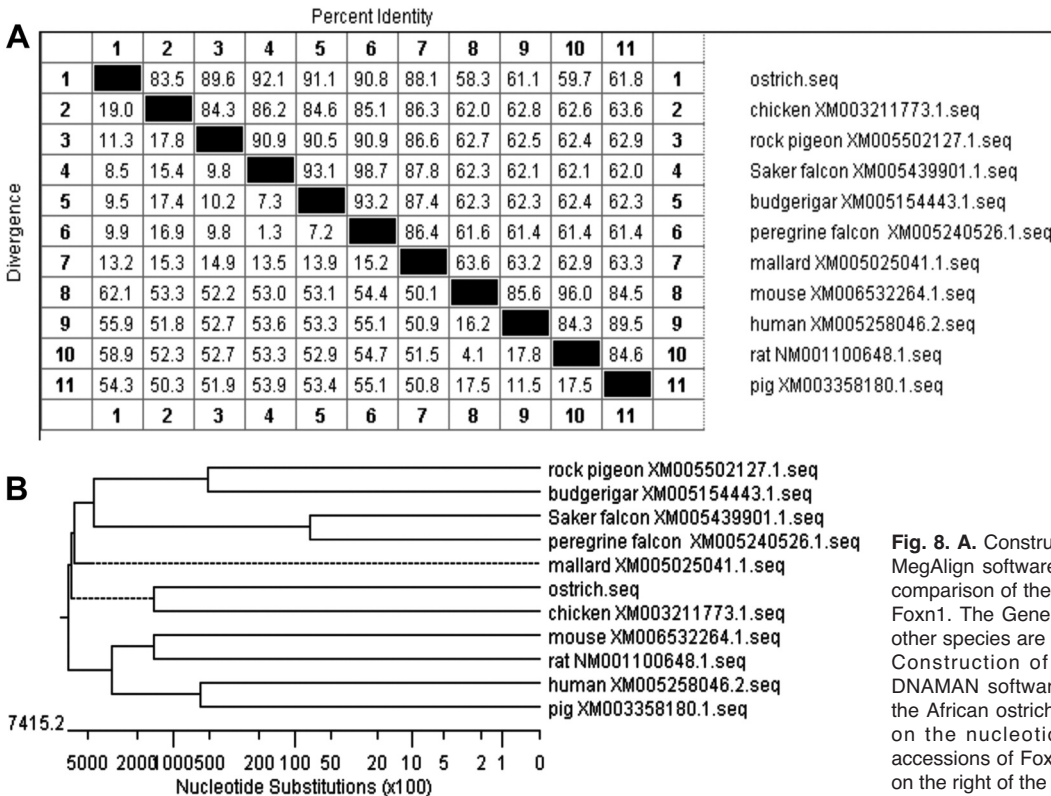 Percent Identity
A
1 2 3 4 5 6 7 8 9 10 11
1 83.5 89.6 92.1 91.1 90.8 88.1 58.3 61.1 59.7 61.8 1 ostrich.seq
2 19.0 84.3 86.2 84.6 85.1 86.3 62.0 62.8 62.6 63.6 2 chicken XM003211773.1.seq
3 11.3 17.8 90.9 90.5 90.9 86.6 62.7 62.5 62.4 62.9 3 rock pigeon XM005502127.1.seq
4 8.5 15.4 9.8 93.1 98.7 87.8 62.3 62.1 62.1 62.0 4 Saker falcon XM005439901.1.seq
5 9.5 17.4 10.2 7.3 93.2 87.4 62.3 62.3 62.4 62.3 5 budgerigar XM005154443.1.seq
6 9.9 16.9 9.8 1.3 7.2 86.4 61.6 61.4 61.4 61.4 6 peregrine falcon XM005240526.1.seq
7 13.2 15.3 14.9 13.5 13.9 15.2 63.6 63.2 62.9 63.3 7 mallard XM005025041.1.seq
8 62.1 53.3 52.2 53.0 53.1 54.4 50.1 85.6 96.0 84.5 8 mouse XM006532264.1.seq
9 55.9 51.8 52.7 53.6 53.3 55.1 50.9 16.2 84.3 89.5 9 human XM005258046.2.seq
10 58.9 52.3 52.7 53.3 52.9 54.7 51.5 4.1 17.8 84.6 10 rat NM001100648.1.seq
11 54.3 50.3 51.9 53.9 53.4 55.1 50.8 17.5 11.5 17.5 11 pig XM003358180.1.seq
1 2 3 4 5 6 7 8 9 10 11
Divergence
B
rock pigeon XM005502127.1.seq
budgerigar XM005154443.1.seq
Saker falcon XM005439901.1.seq
peregrine falcon XM005240526.1.seq
mallard XM005025041.1.seq
ostrich.seq
chicken XM003211773.1.seq
mouse XM006532264.1.seq
rat NM001100648.1.seq
human XM005258046.2.seq
pig XM003358180.1.seq
7415.2
5000 2000 1000 500 200 100 50 20 10 5 2 1 0
Nucleotide Substitutions (x100)
Fig. 8. A. Constru
MegAlign software
comparison of the
Foxn1. The Gene
other species are
Construction of
DNAMAN softwar
the African ostrich
on the nucleotid
accessions of Fox
on the right of the